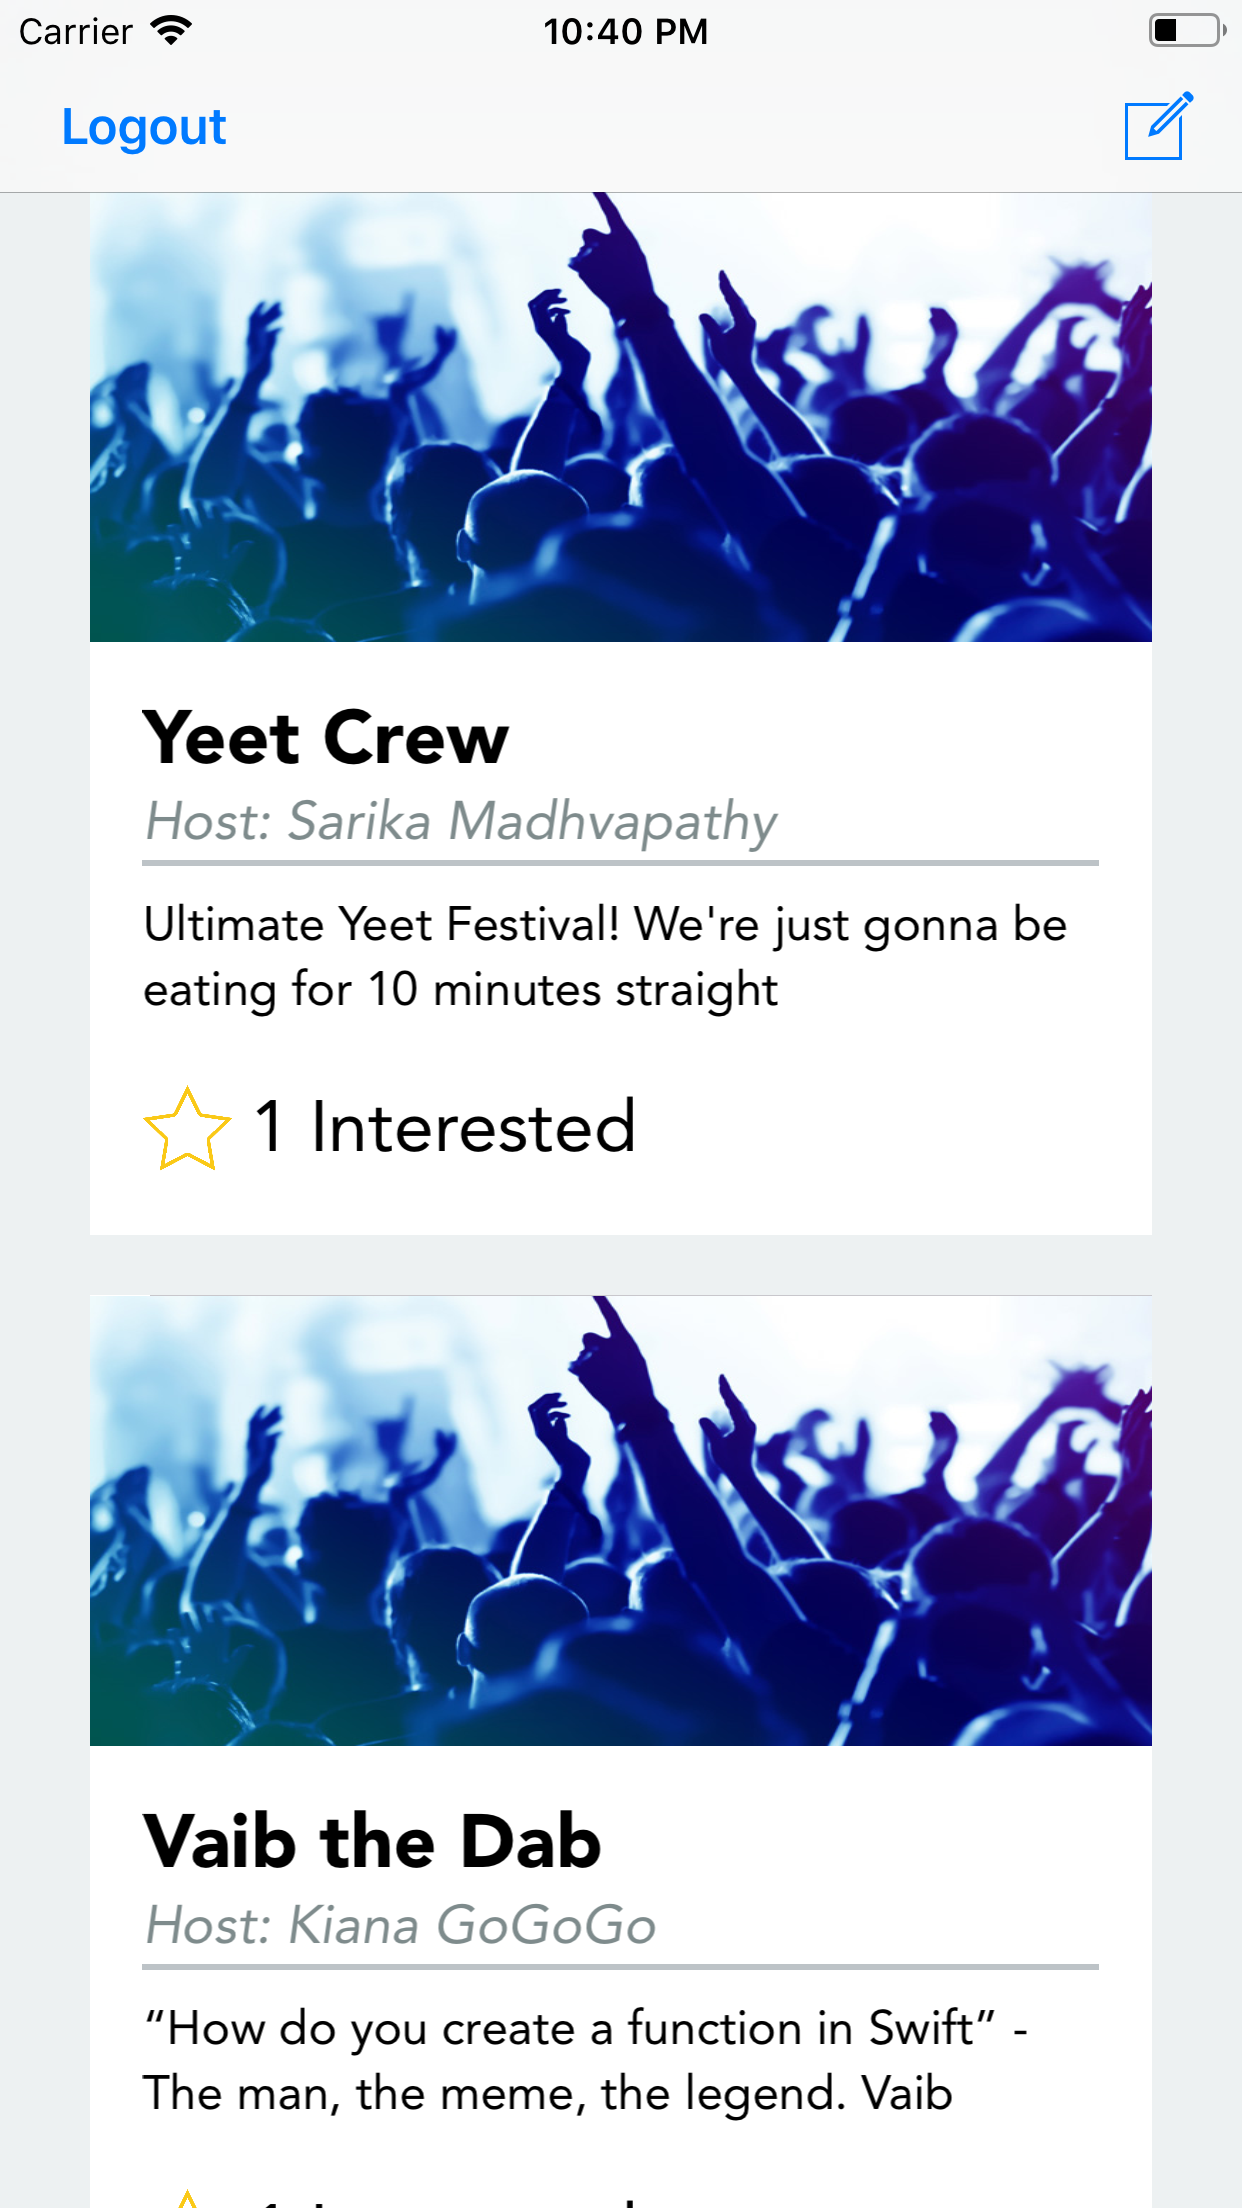 Carrier 10:40 PM
Logout
Yeet Crew
Host: Sarika Madhvapathy
Ultimate Yeet Festival! We're just gonna be
eating for 10 minutes straight
1 Interested
Vaib the Dab
Host: Kiana GoGoGo
“How do you create a function in Swift” -
The man, the meme, the legend. Vaib